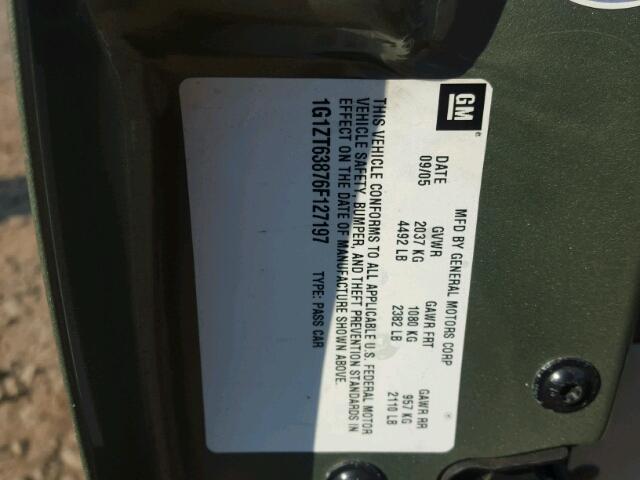 GM
MFD BY GENERAL MOTORS CORP
DATE GVWR GAWR FRT GAWR RR
09/05 2037 KG 1080 KG 957 KG
4492 LB 2382 LB 2110 LB
THIS VEHICLE CONFORMS TO ALL APPLICABLE U.S. FEDERAL MOTOR
VEHICLE SAFETY, BUMPER, AND THEFT PREVENTION STANDARDS IN
EFFECT ON THE DATE OF MANUFACTURE SHOWN ABOVE.
1G1ZT63876F127197 TYPE: PASS CAR